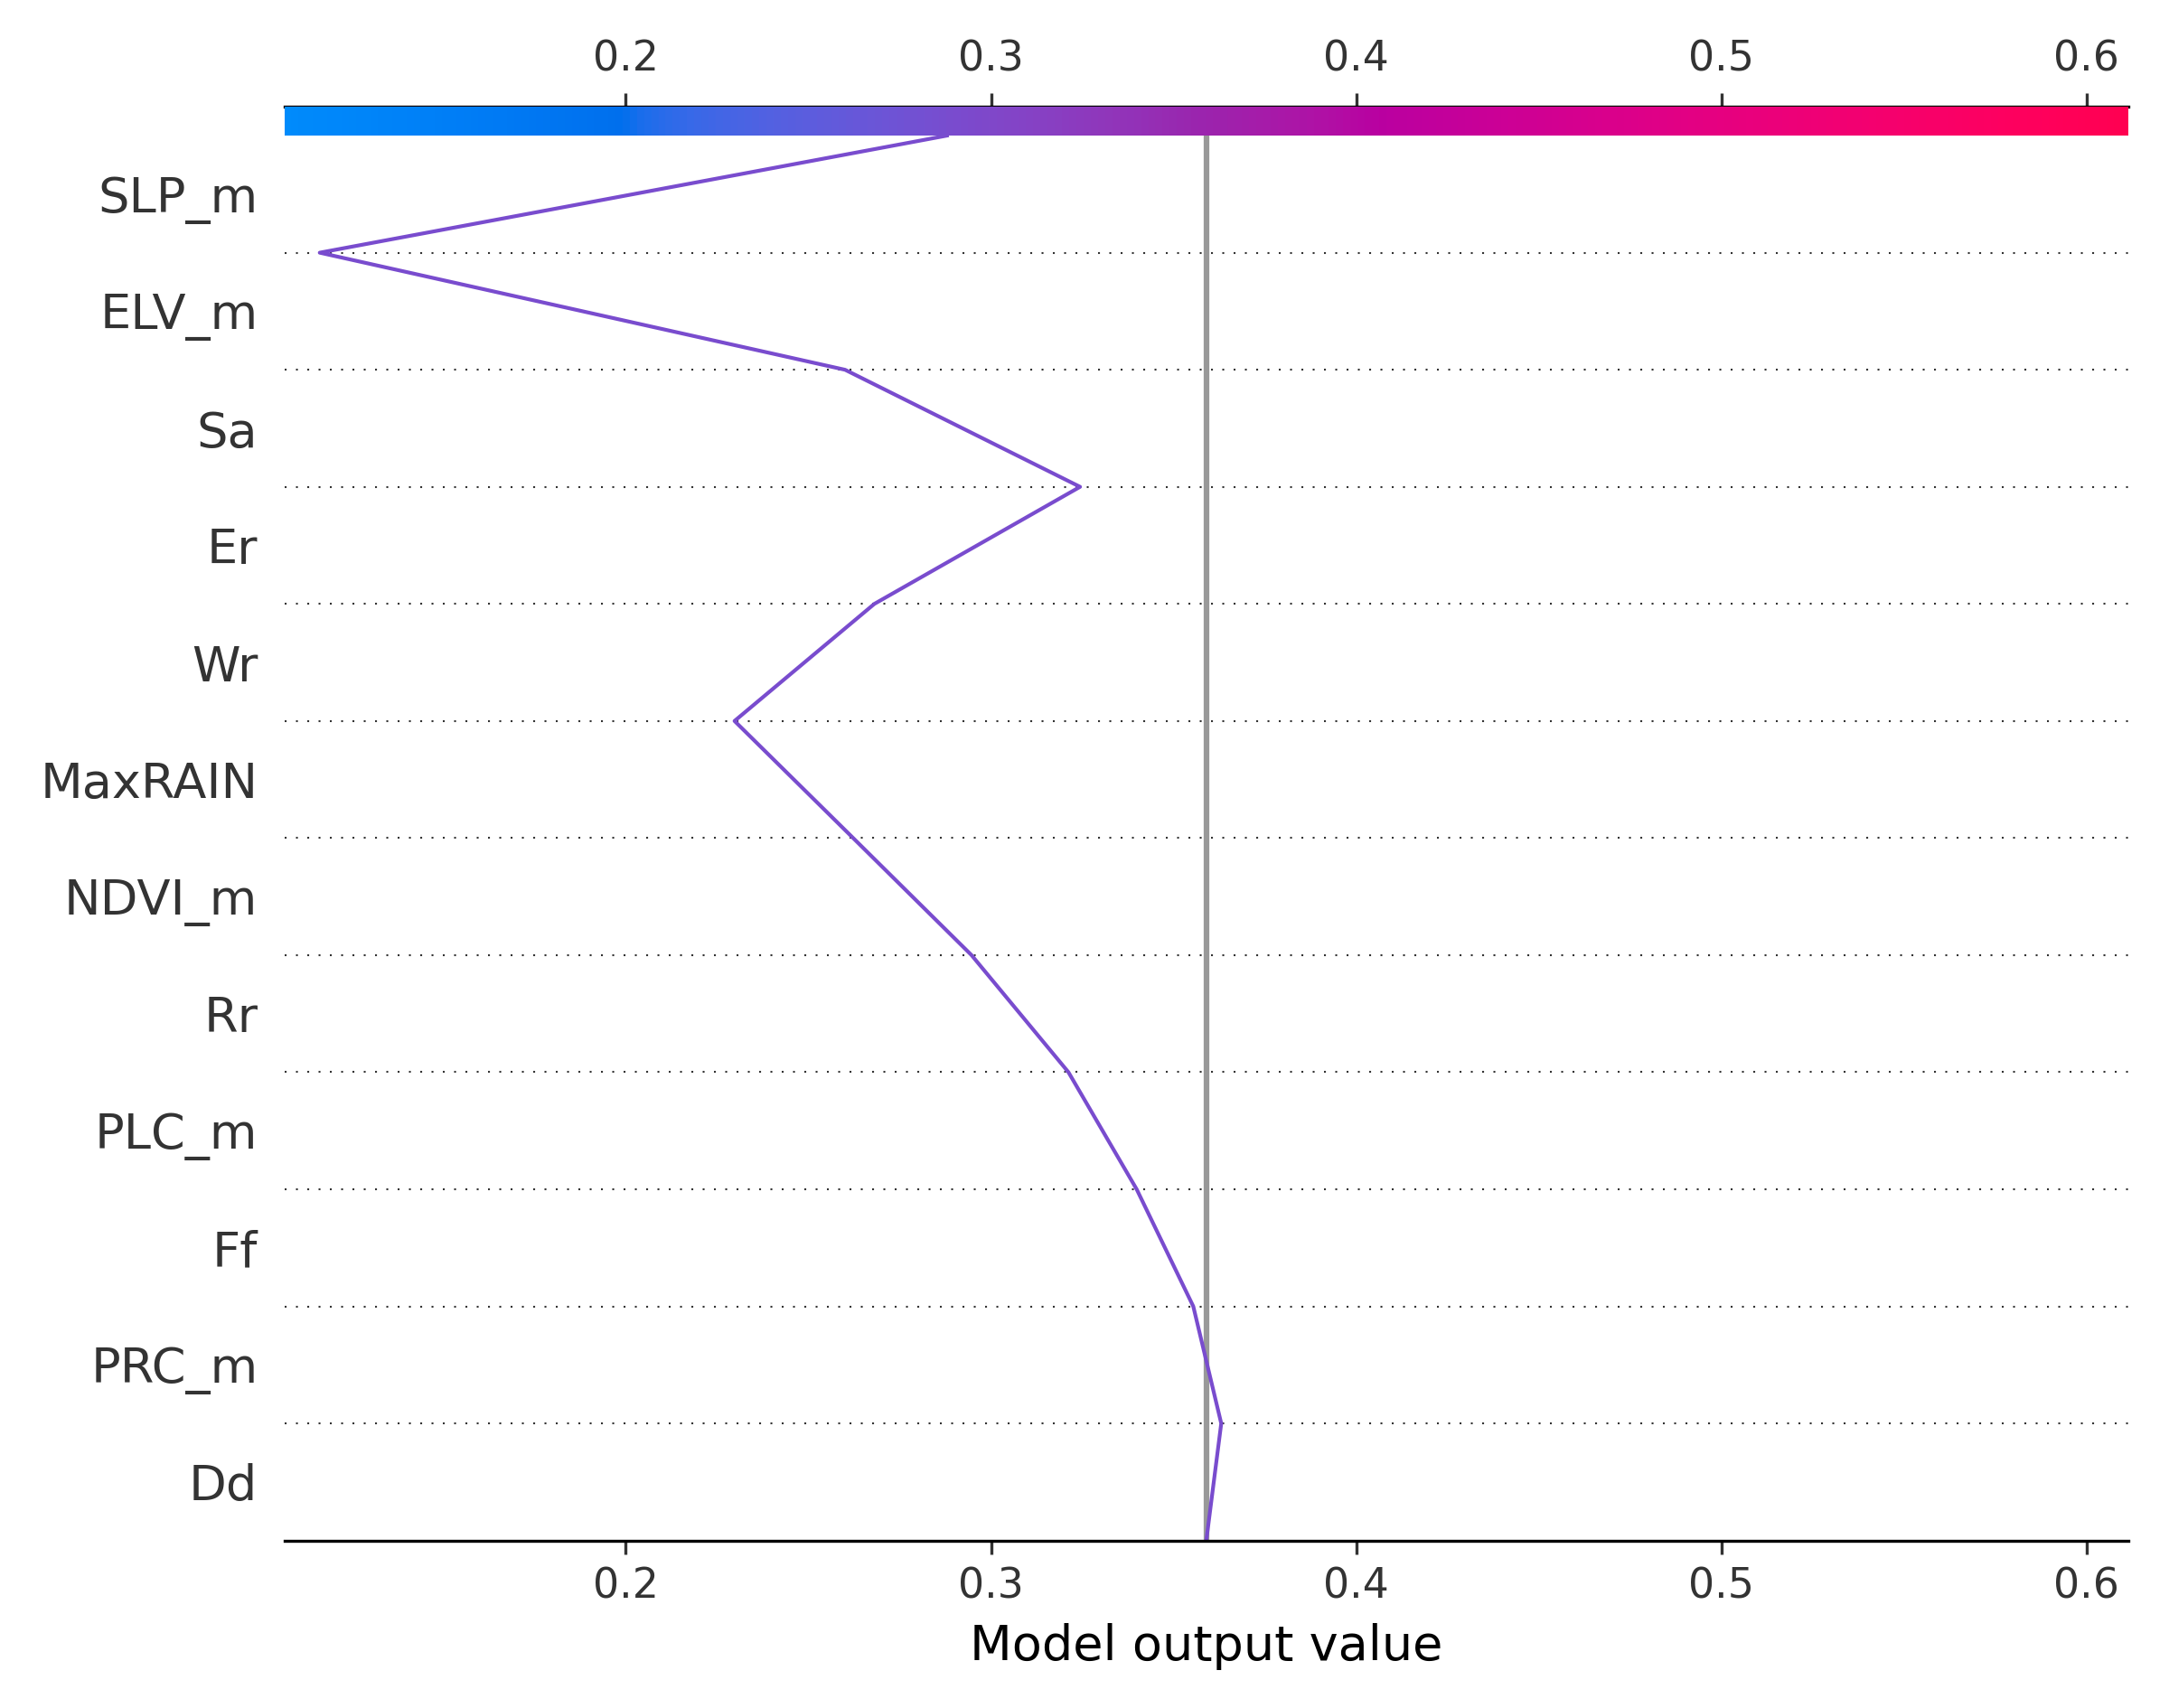 0.2 0.3 0.4 0.5 0.6
SLP_m
ELV_m
Sa
Er
Wr
MaxRAIN
NDVI_m
Rr
PLC_m
Ff
PRC_m
Dd
0.2 0.3 0.4 0.5 0.6
Model output value